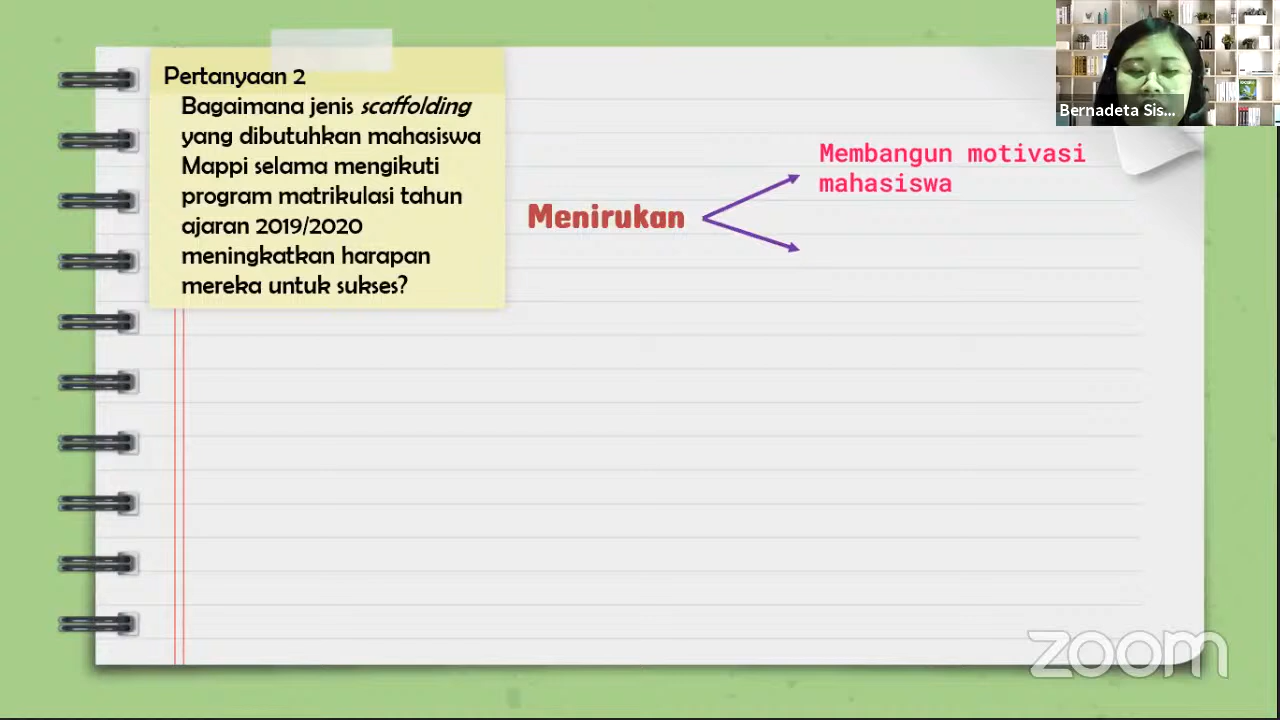 Pertanyaan 2
Bagaimana jenis scaffolding
yang dibutuhkan mahasiswa
Mappi selama mengikuti
program matrikulasi tahun
ajaran 2019/2020
meningkatkan harapan
mereka untuk sukses?
Menirukan
Membangun motivasi
mahasiswa
Bernadeta Sis...
zoom